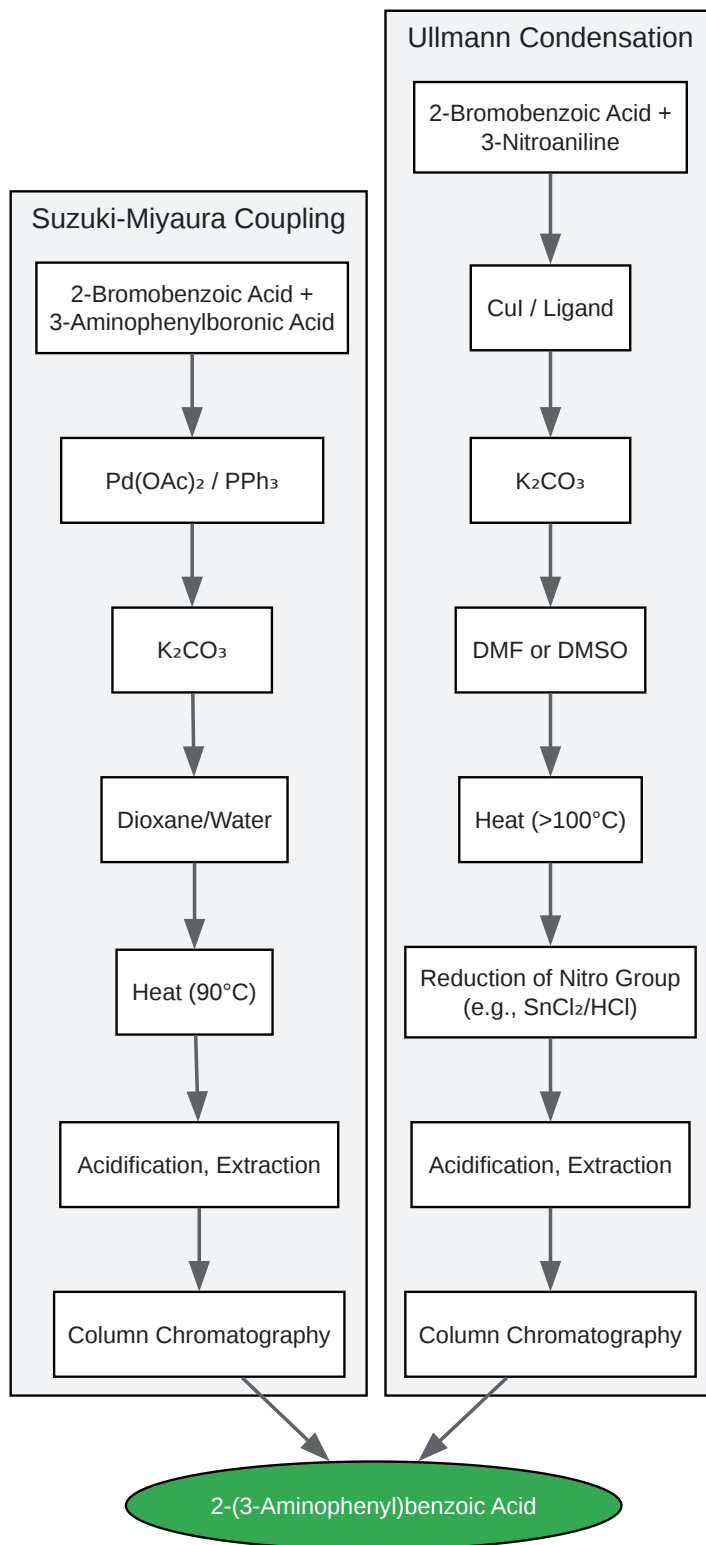 Suzuki-Miyaura Coupling
2-Bromobenzoic Acid +
3-Aminophenylboronic Acid
Pd(OAc)₂ / PPh₃
K₂CO₃
Dioxane/Water
Heat (90°C)
Acidification, Extraction
Column Chromatography
Ullmann Condensation
2-Bromobenzoic Acid +
3-Nitroaniline
CuI / Ligand
K₂CO₃
DMF or DMSO
Heat (>100°C)
Reduction of Nitro Group
(e.g., SnCl₂/HCl)
Acidification, Extraction
Column Chromatography
2-(3-Aminophenyl)benzoic Acid